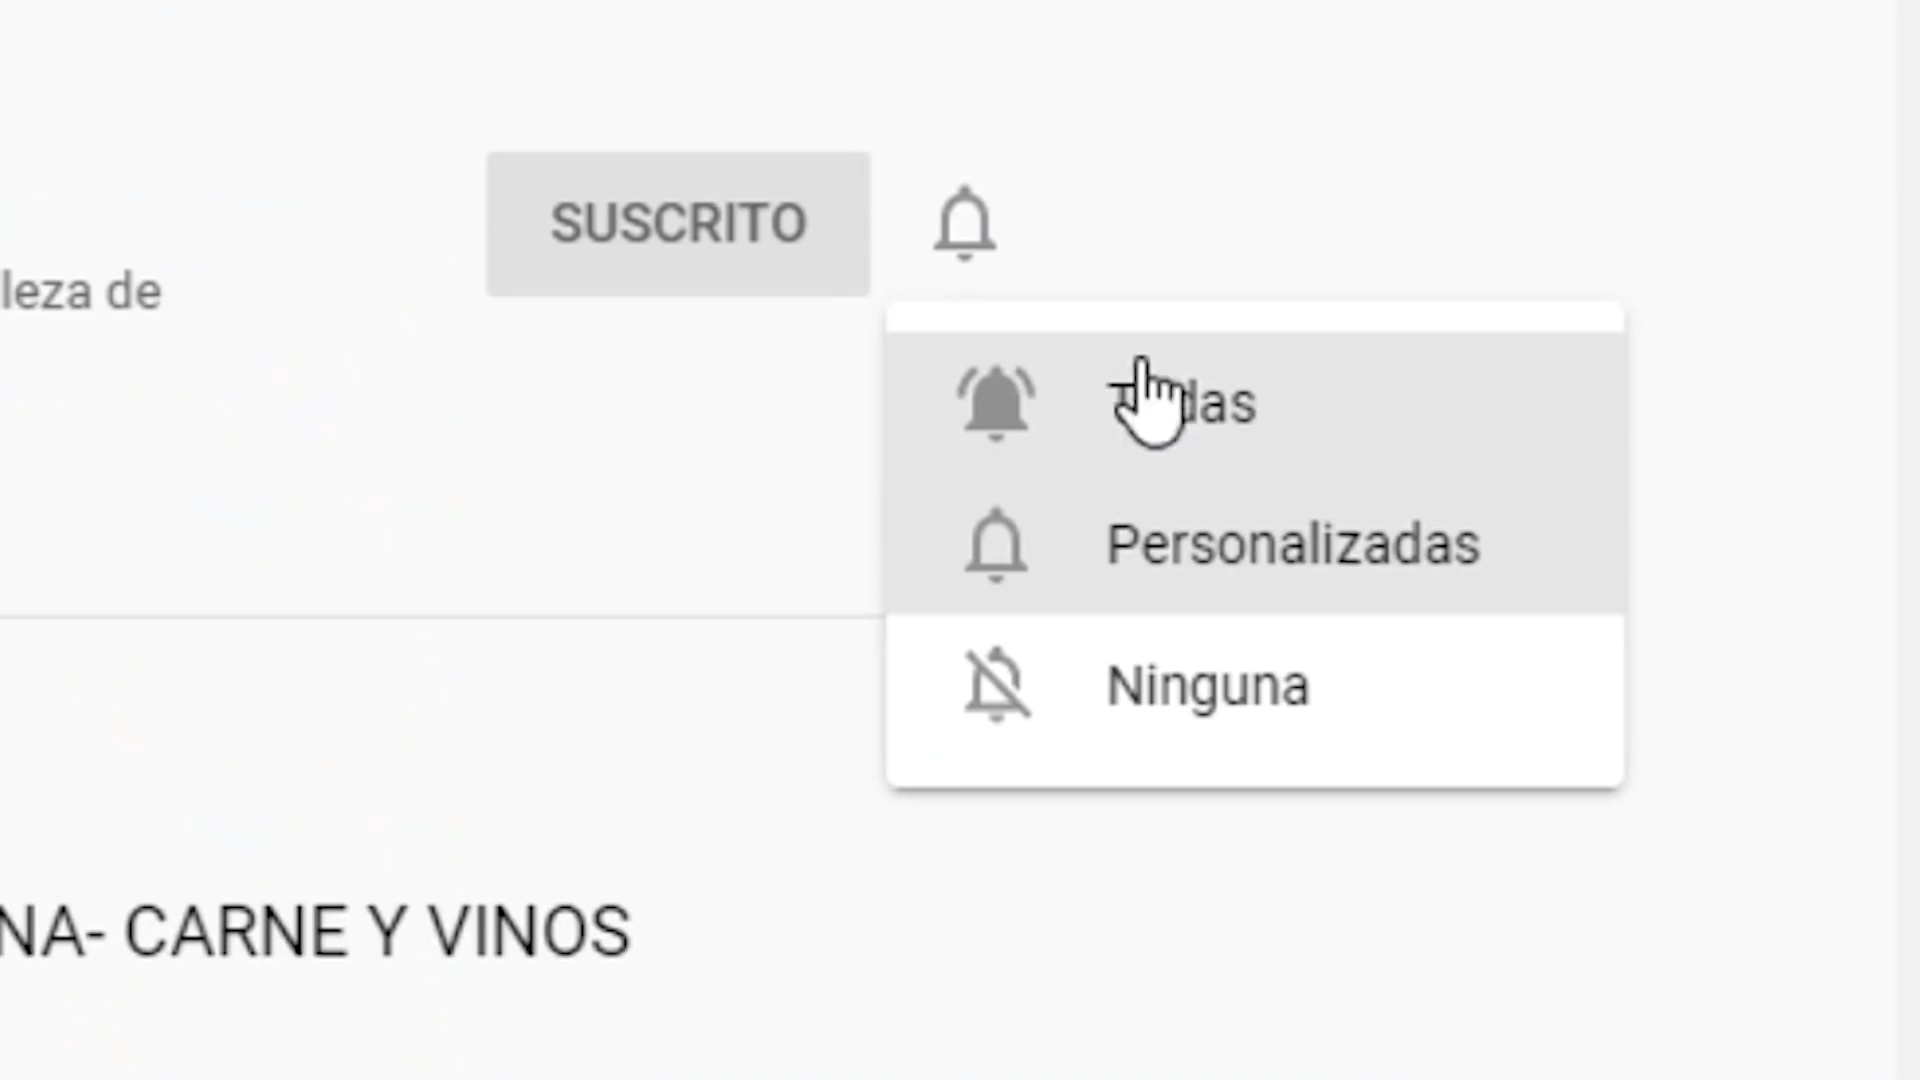 SUSCRITO
leza de
Personalizadas
Ninguna
NA- CARNE Y VINOS